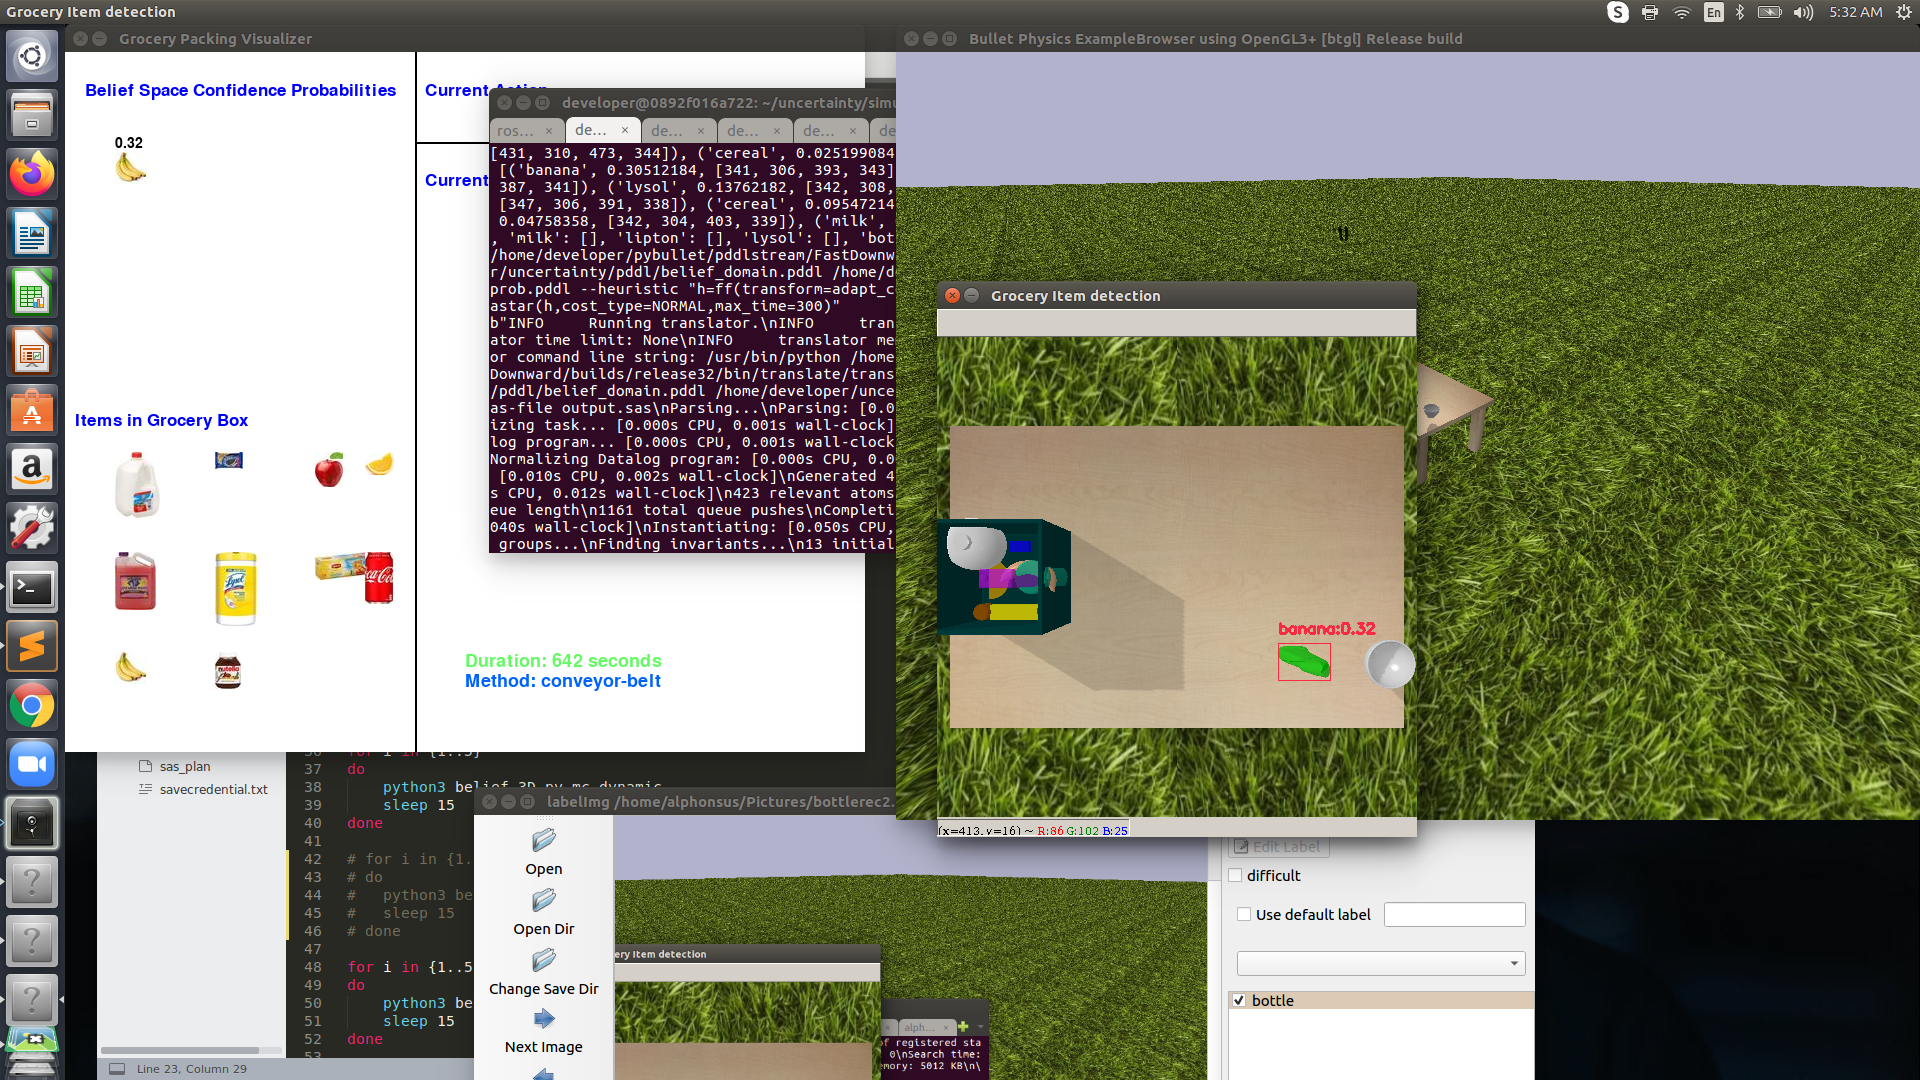 Grocery Item detection
En
5:32 AM
Grocery Packing Visualizer
Belief Space Confidence Probabilities
0.32
Items in Grocery Box
Current Action
Current
Duration: 642 seconds
Method: conveyor-belt
developer@0892f016a722: ~/uncertainty/simu
ros... × de... × de... × de... × de... × de
[431, 310, 473, 344]), ('cereal', 0.025199084
[('banana', 0.30512184, [341, 306, 393, 343]
387, 341]), ('lysol', 0.13762182, [342, 308,
[347, 306, 391, 338]), ('cereal', 0.09547214
0.04758358, [342, 304, 403, 339]), ('milk',
, 'milk': [], 'lipton': [], 'lysol': [], 'bot
/home/developer/pybullet/pddlstream/FastDownw
r/uncertainty/pddl/belief_domain.pddl /home/d
prob.pddl --heuristic "h=ff(transform=adapt_c
astar(h,cost_type=NORMAL,max_time=300)"
b"INFO     Running translator.\nINFO     tran
ator time limit: None\nINFO     translator me
or command line string: /usr/bin/python /home
Downward/builds/release32/bin/translate/trans
/pddl/belief_domain.pddl /home/developer/unce
as-file output.sas\nParsing...\nParsing: [0.0
izing task... [0.000s CPU, 0.001s wall-clock]
log program... [0.000s CPU, 0.001s wall-clock
Normalizing Datalog program: [0.000s CPU, 0.0
[0.010s CPU, 0.002s wall-clock]\nGenerated 4
s CPU, 0.012s wall-clock]\n423 relevant atoms
eue length\n1161 total queue pushes\nCompleti
040s wall-clock]\nInstantiating: [0.050s CPU,
groups...\nFinding invariants...\n13 initial
Bullet Physics ExampleBrowser using OpenGL3+ [btgl] Release build
Grocery Item detection
banana:0.32
(x=413, y=16) ~ R:86 G:102 B:25
sas_plan
savecredential.txt
37 do
38 python3 belief_3D.py mc dynamic
39 sleep 15
40 done
41
42 # for i in {1..
43 # do
44 # python3 be
45 # sleep 15
46 # done
47
48 for i in {1..5
49 do
50 python3 be
51 sleep 15
52 done
53
Line 23, Column 29
labelImg /home/alphonsus/Pictures/bottlerec2.
Open
Open Dir
Change Save Dir
Next Image
ery Item detection
alph... ×
of registered sta
0\nSearch time:
emory: 5012 KB\n\
Edit Label
difficult
Use default label
bottle